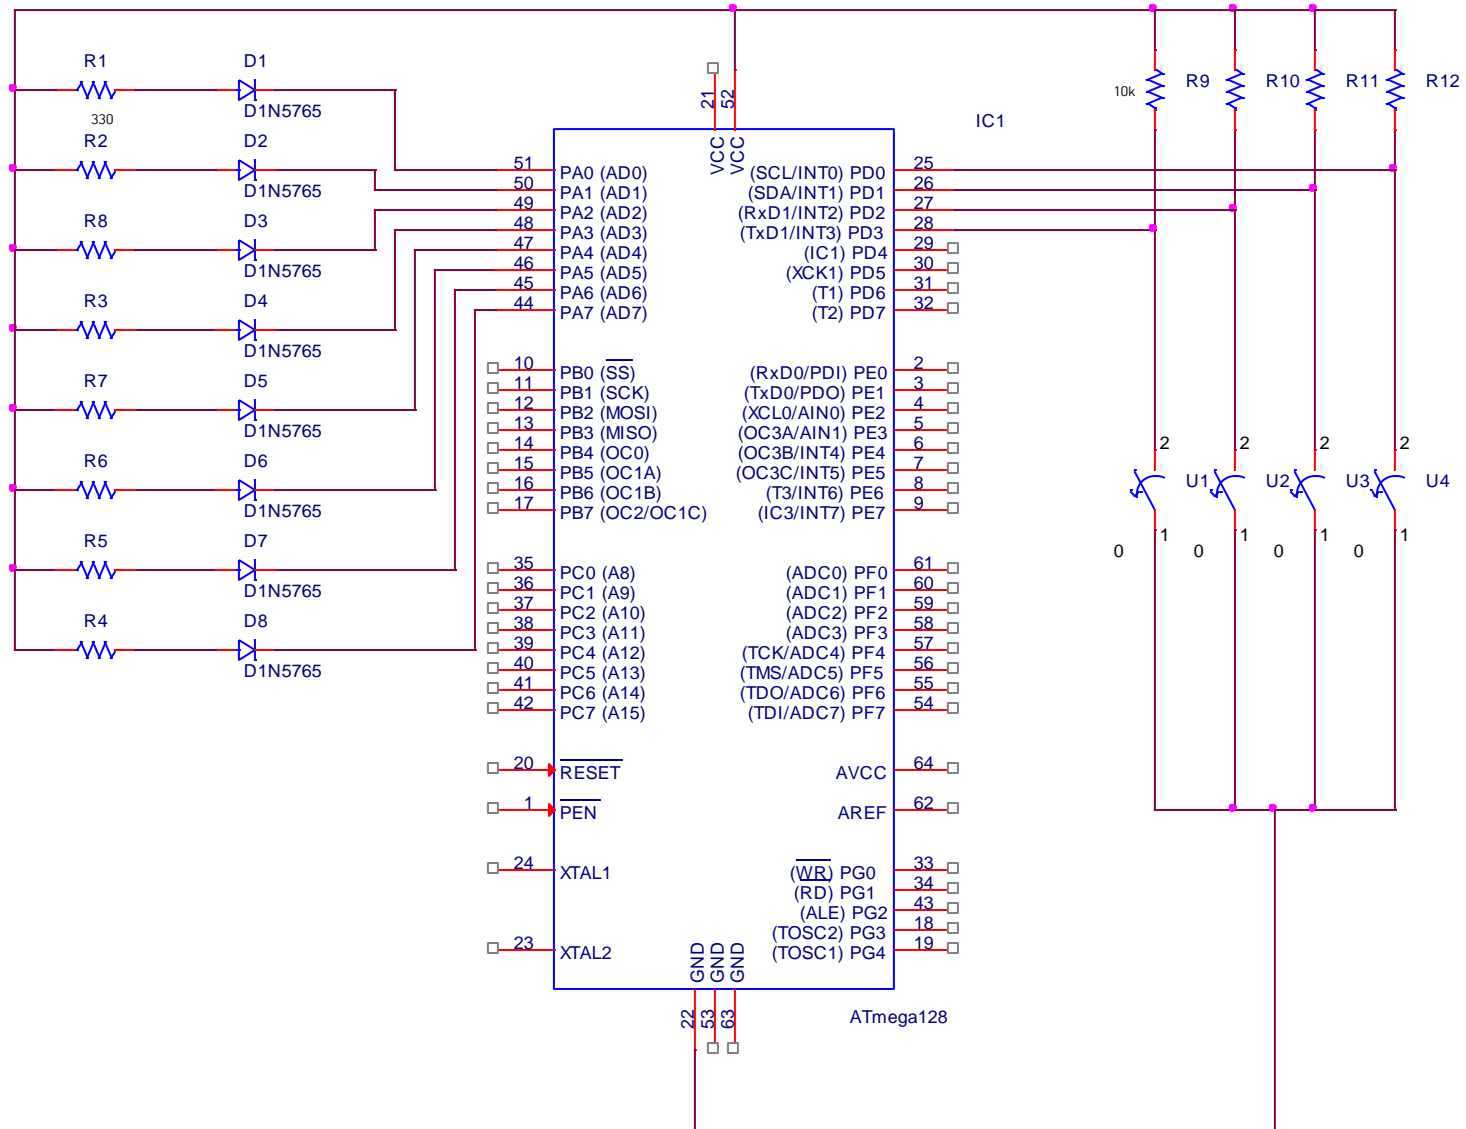 R1
D1
330
D1N5765
R2
D2
D1N5765
R8
D3
D1N5765
R3
D4
D1N5765
R7
D5
D1N5765
R6
D6
D1N5765
R5
D7
D1N5765
R4
D8
D1N5765
IC1
21
52
VCC
VCC
51 PA0 (AD0)
50 PA1 (AD1)
49 PA2 (AD2)
48 PA3 (AD3)
47 PA4 (AD4)
46 PA5 (AD5)
45 PA6 (AD6)
44 PA7 (AD7)
10 PB0 (SS)
11 PB1 (SCK)
12 PB2 (MOSI)
13 PB3 (MISO)
14 PB4 (OC0)
15 PB5 (OC1A)
16 PB6 (OC1B)
17 PB7 (OC2/OC1C)
35 PC0 (A8)
36 PC1 (A9)
37 PC2 (A10)
38 PC3 (A11)
39 PC4 (A12)
40 PC5 (A13)
41 PC6 (A14)
42 PC7 (A15)
20 RESET
1 PEN
24 XTAL1
23 XTAL2
(SCL/INT0) PD0 25
(SDA/INT1) PD1 26
(RxD1/INT2) PD2 27
(TxD1/INT3) PD3 28
(IC1) PD4 29
(XCK1) PD5 30
(T1) PD6 31
(T2) PD7 32
(RxD0/PDI) PE0 2
(TxD0/PDO) PE1 3
(XCL0/AIN0) PE2 4
(OC3A/AIN1) PE3 5
(OC3B/INT4) PE4 6
(OC3C/INT5) PE5 7
(T3/INT6) PE6 8
(IC3/INT7) PE7 9
(ADC0) PF0 61
(ADC1) PF1 60
(ADC2) PF2 59
(ADC3) PF3 58
(TCK/ADC4) PF4 57
(TMS/ADC5) PF5 56
(TDO/ADC6) PF6 55
(TDI/ADC7) PF7 54
AVCC 64
AREF 62
(WR) PG0 33
(RD) PG1 34
(ALE) PG2 43
(TOSC2) PG3 18
(TOSC1) PG4 19
GND
GND
GND
22
53
63
ATmega128
10k R9 R10 R11 R12
2 2 2 2
U1 U2 U3 U4
1 1 1 1
0 0 0 0